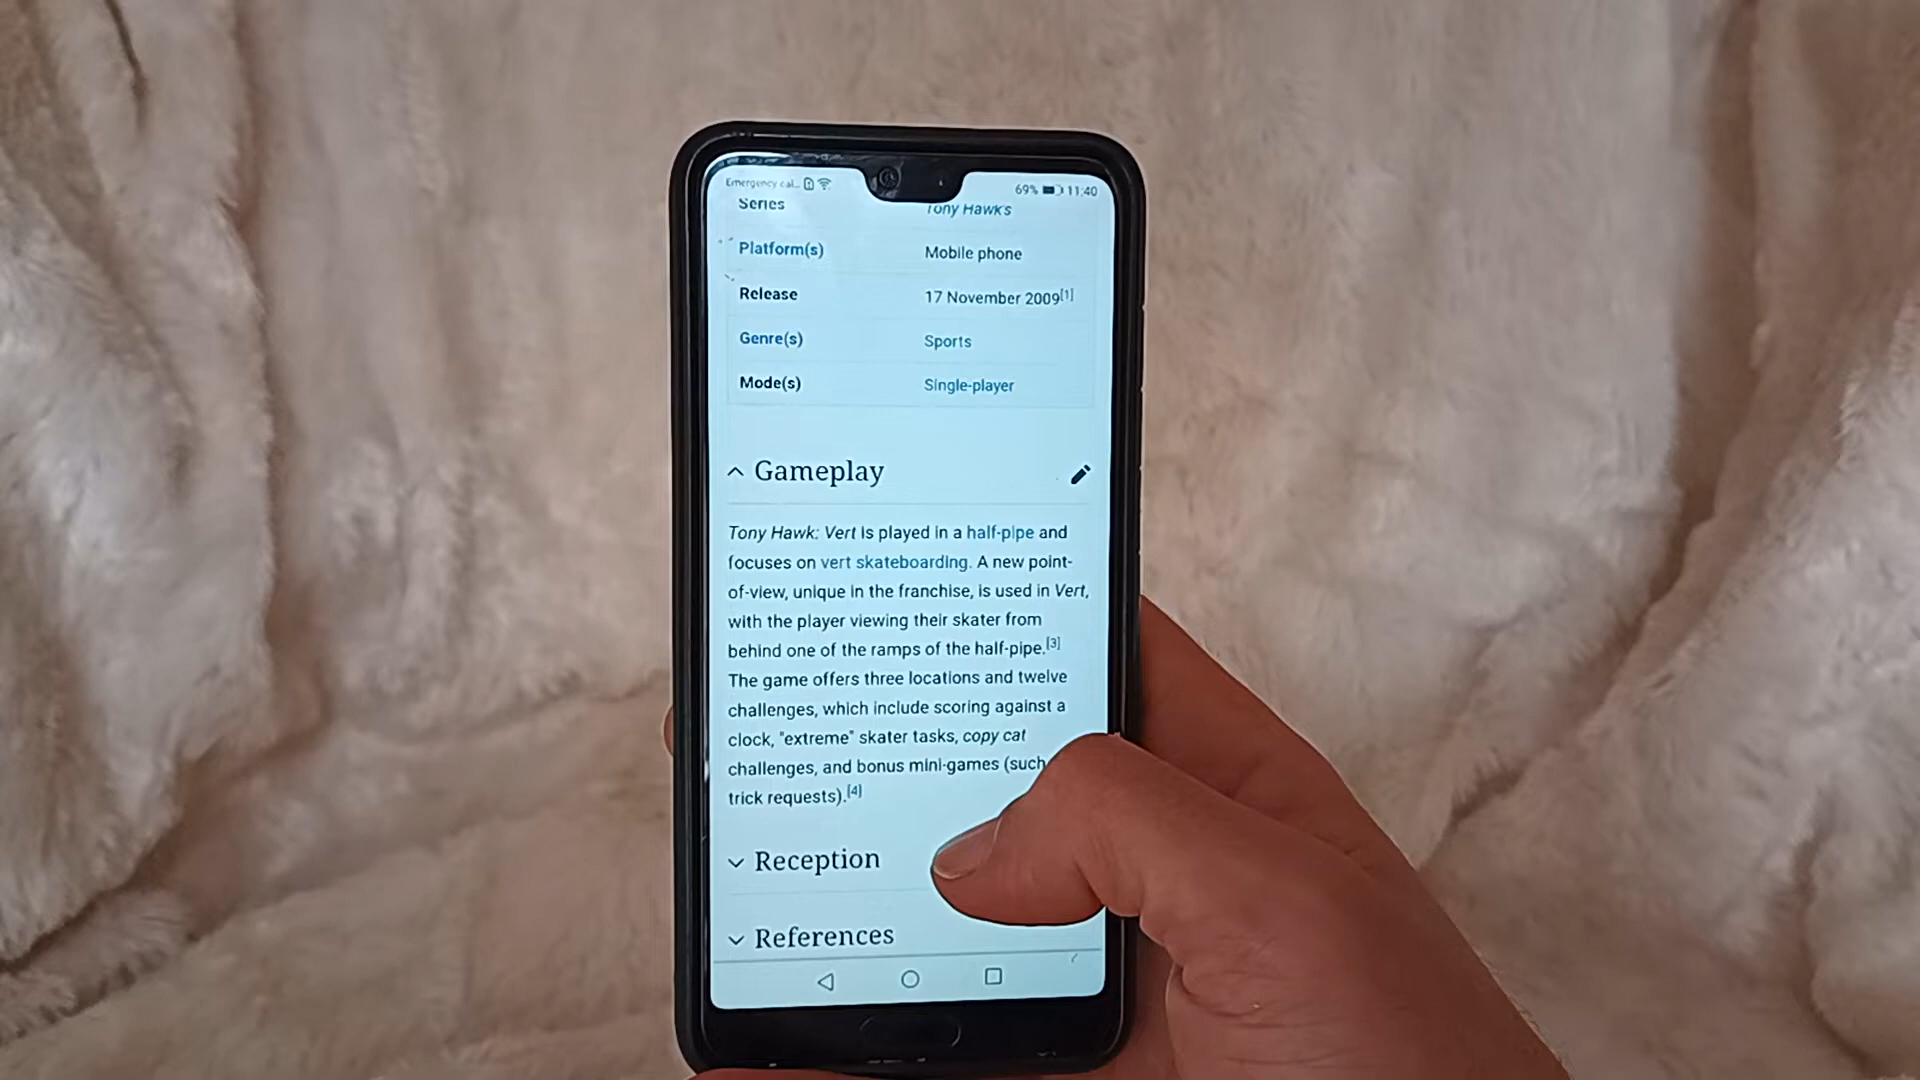 Emergency cal...
69% 11:40
Series Tony Hawk's
Platform(s) Mobile phone
Release 17 November 2009[1]
Genre(s) Sports
Mode(s) Single-player
Gameplay
Tony Hawk: Vert is played in a half-pipe and
focuses on vert skateboarding. A new point-
of-view, unique in the franchise, is used in Vert,
with the player viewing their skater from
behind one of the ramps of the half-pipe.[3]
The game offers three locations and twelve
challenges, which include scoring against a
clock, "extreme" skater tasks, copy cat
challenges, and bonus mini-games (such
trick requests).[4]
Reception
References